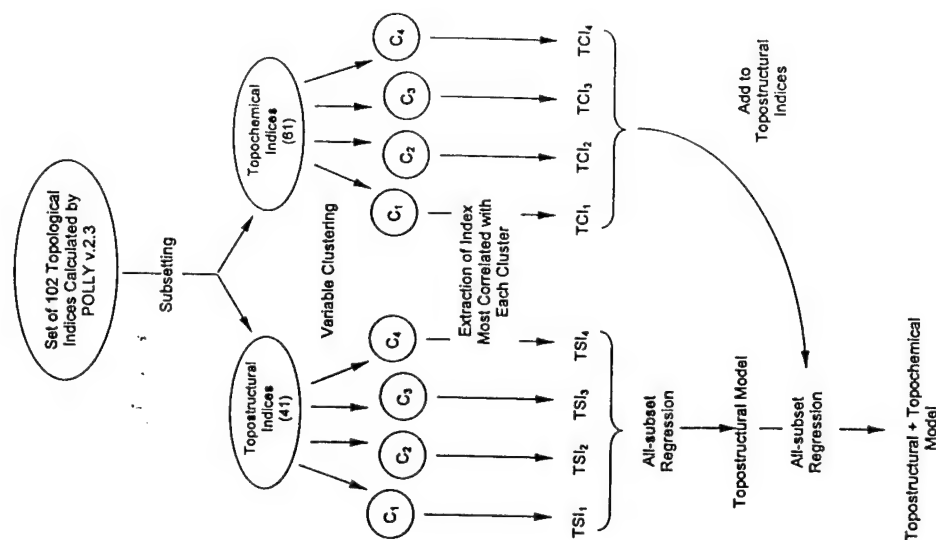 Set of 102 Topological
Indices Calculated by
POLLY v.2.3
Subsetting
Topostructural
Indices
(41)
Topochemical
Indices
(61)
Variable Clustering
C₁
C₂
C₃
C₄
C₁
C₂
C₃
C₄
Extraction of Index
Most Correlated with
Each Cluster
TSI₁
TSI₂
TSI₃
TSI₄
TCI₁
TCI₂
TCI₃
TCI₄
All-subset
Regression
Topostructural Model
Add to
Topostructural
Indices
All-subset
Regression
Topostructural + Topochemical
Model